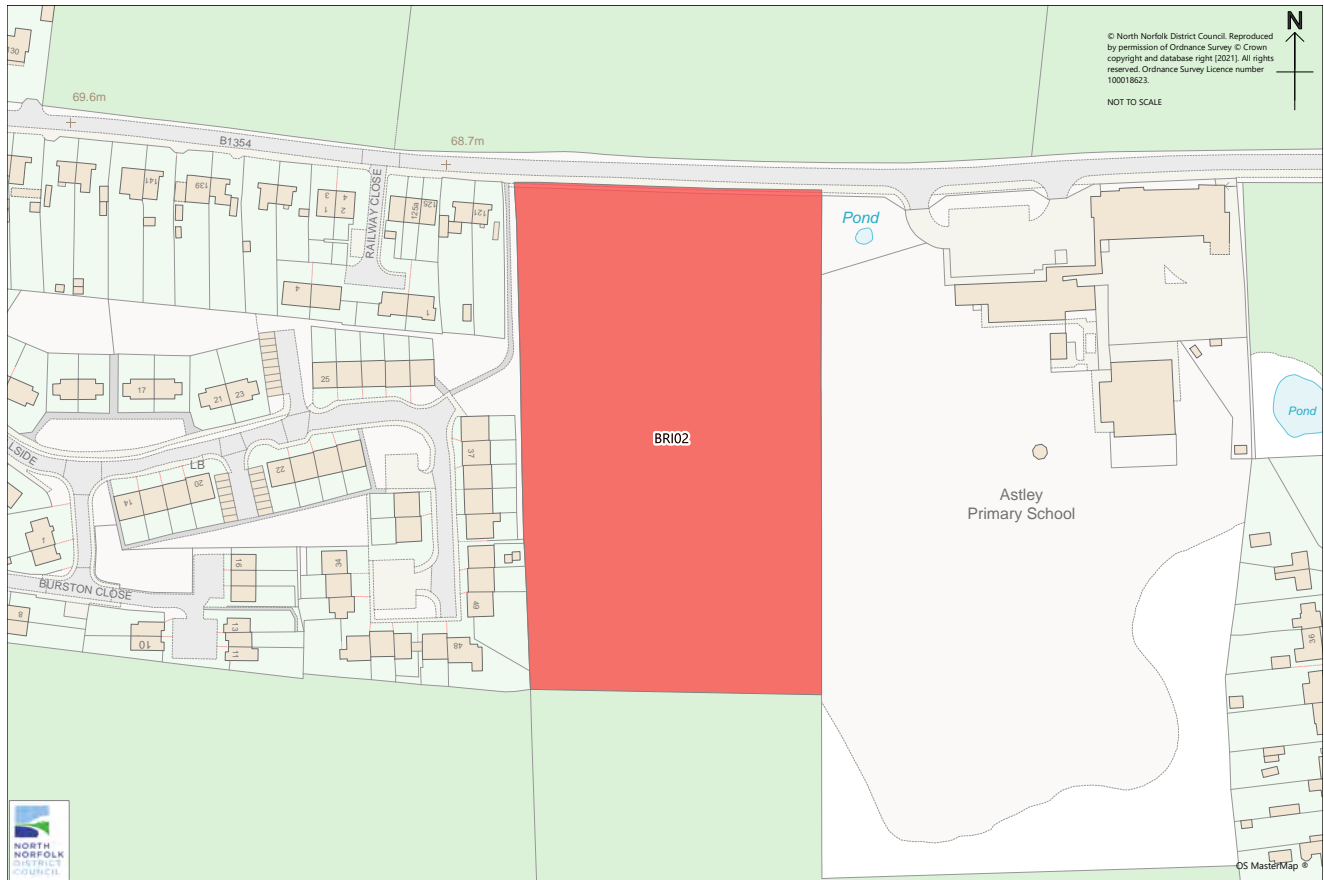 © North Norfolk District Council. Reproduced
by permission of Ordnance Survey © Crown
copyright and database right [2021]. All rights
reserved. Ordnance Survey Licence number
100018623.
NOT TO SCALE
N
130
69.6m
B1354
68.7m
141
139
3 4
1 2
RAILWAY CLOSE
125a
125
121
4
1
Pond
25
17
21
23
37
BRI02
Pond
LLSIDE
LB
22
20
14
Astley
Primary School
1
16
34
BURSTON CLOSE
8
10
13
11
49
48
36
NORTH
NORFOLK
DISTRICT
COUNCIL
OS MasterMap ®